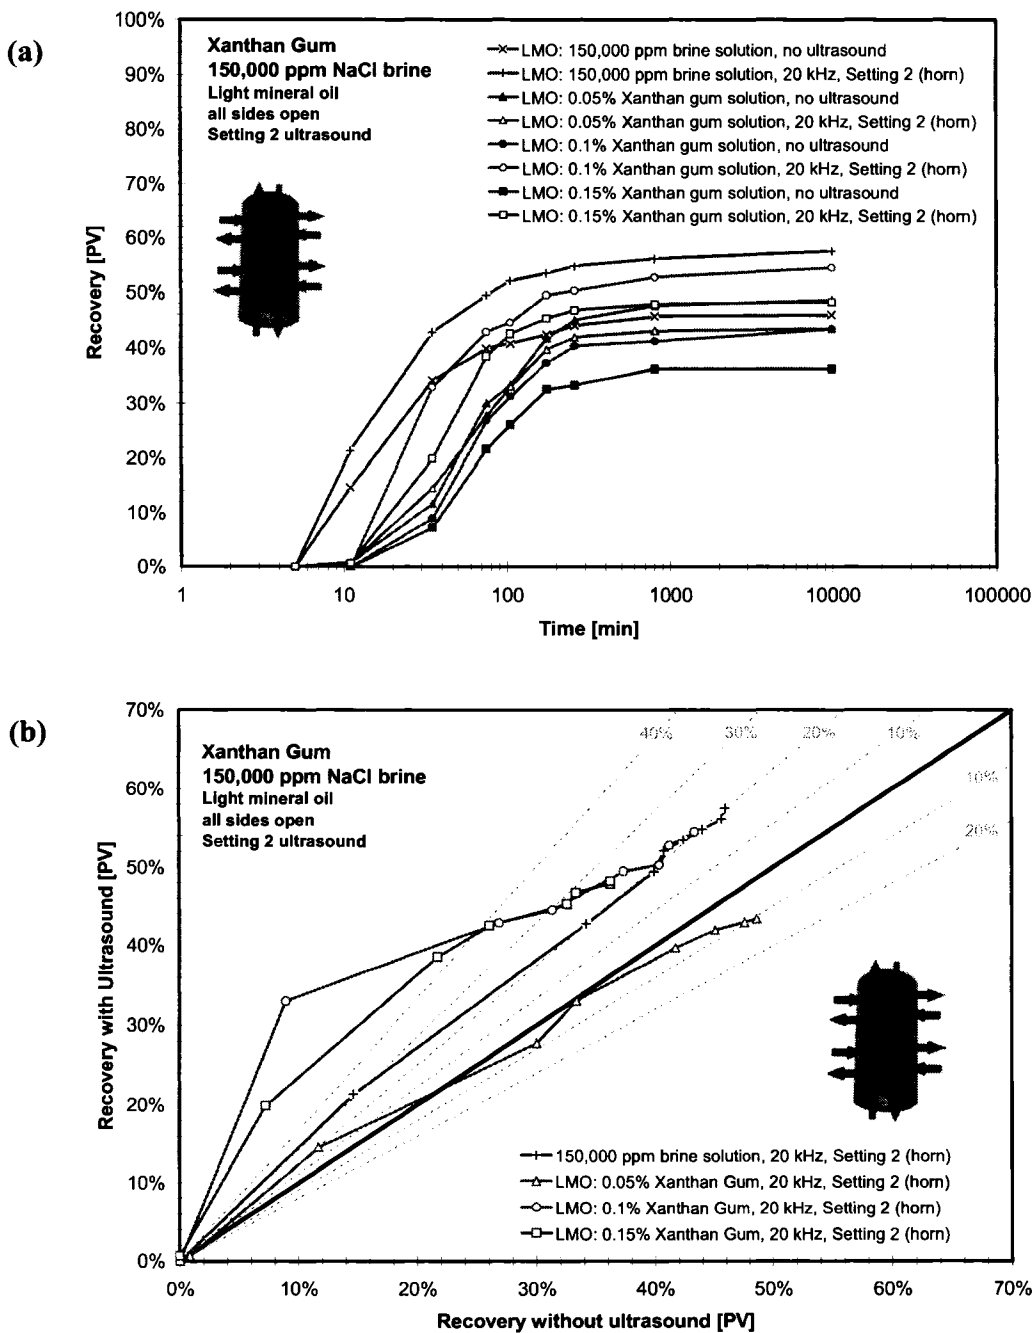 (a)
100%
90%
80%
70%
60%
50%
40%
30%
20%
10%
0%
Recovery [PV]
Xanthan Gum
150,000 ppm NaCl brine
Light mineral oil
all sides open
Setting 2 ultrasound
LMO: 150,000 ppm brine solution, no ultrasound
LMO: 150,000 ppm brine solution, 20 kHz, Setting 2 (horn)
LMO: 0.05% Xanthan gum solution, no ultrasound
LMO: 0.05% Xanthan gum solution, 20 kHz, Setting 2 (horn)
LMO: 0.1% Xanthan gum solution, no ultrasound
LMO: 0.1% Xanthan gum solution, 20 kHz, Setting 2 (horn)
LMO: 0.15% Xanthan gum solution, no ultrasound
LMO: 0.15% Xanthan gum solution, 20 kHz, Setting 2 (horn)
1 10 100 1000 10000 100000
Time [min]
(b)
70%
60%
50%
40%
30%
20%
10%
0%
Recovery with Ultrasound [PV]
Xanthan Gum
150,000 ppm NaCl brine
Light mineral oil
all sides open
Setting 2 ultrasound
40% 30% 20% 10%
10%
20%
150,000 ppm brine solution, 20 kHz, Setting 2 (horn)
LMO: 0.05% Xanthan Gum, 20 kHz, Setting 2 (horn)
LMO: 0.1% Xanthan Gum, 20 kHz, Setting 2 (horn)
LMO: 0.15% Xanthan Gum, 20 kHz, Setting 2 (horn)
0% 10% 20% 30% 40% 50% 60% 70%
Recovery without ultrasound [PV]